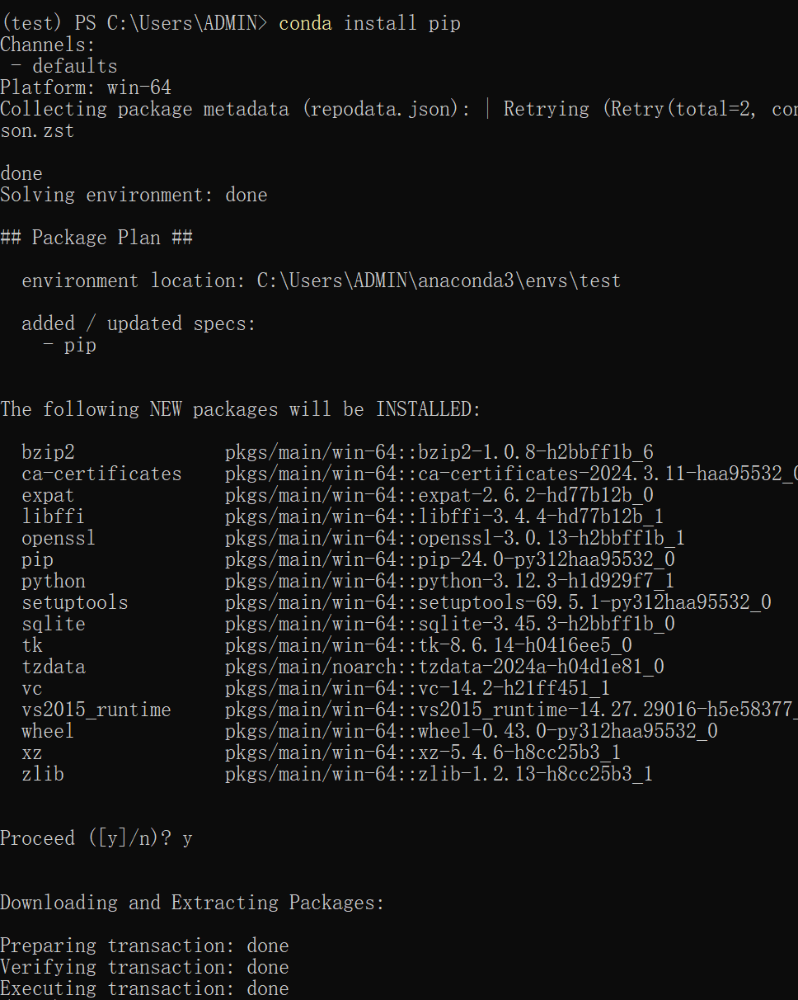 (test) PS C:\Users\ADMIN> conda install pip
Channels:
 - defaults
Platform: win-64
Collecting package metadata (repodata.json): | Retrying (Retry(total=2, con
son.zst
done
Solving environment: done
## Package Plan ##
  environment location: C:\Users\ADMIN\anaconda3\envs\test
  added / updated specs:
    - pip
The following NEW packages will be INSTALLED:
  bzip2              pkgs/main/win-64::bzip2-1.0.8-h2bbff1b_6
  ca-certificates    pkgs/main/win-64::ca-certificates-2024.3.11-haa95532_0
  expat              pkgs/main/win-64::expat-2.6.2-hd77b12b_0
  libffi             pkgs/main/win-64::libffi-3.4.4-hd77b12b_1
  openssl            pkgs/main/win-64::openssl-3.0.13-h2bbff1b_1
  pip                pkgs/main/win-64::pip-24.0-py312haa95532_0
  python             pkgs/main/win-64::python-3.12.3-h1d929f7_1
  setuptools         pkgs/main/win-64::setuptools-69.5.1-py312haa95532_0
  sqlite             pkgs/main/win-64::sqlite-3.45.3-h2bbff1b_0
  tk                 pkgs/main/win-64::tk-8.6.14-h0416ee5_0
  tzdata             pkgs/main/noarch::tzdata-2024a-h04d1e81_0
  vc                 pkgs/main/win-64::vc-14.2-h21ff451_1
  vs2015_runtime     pkgs/main/win-64::vs2015_runtime-14.27.29016-h5e58377_
  wheel              pkgs/main/win-64::wheel-0.43.0-py312haa95532_0
  xz                 pkgs/main/win-64::xz-5.4.6-h8cc25b3_1
  zlib               pkgs/main/win-64::zlib-1.2.13-h8cc25b3_1
Proceed ([y]/n)? y
Downloading and Extracting Packages:
Preparing transaction: done
Verifying transaction: done
Executing transaction: done